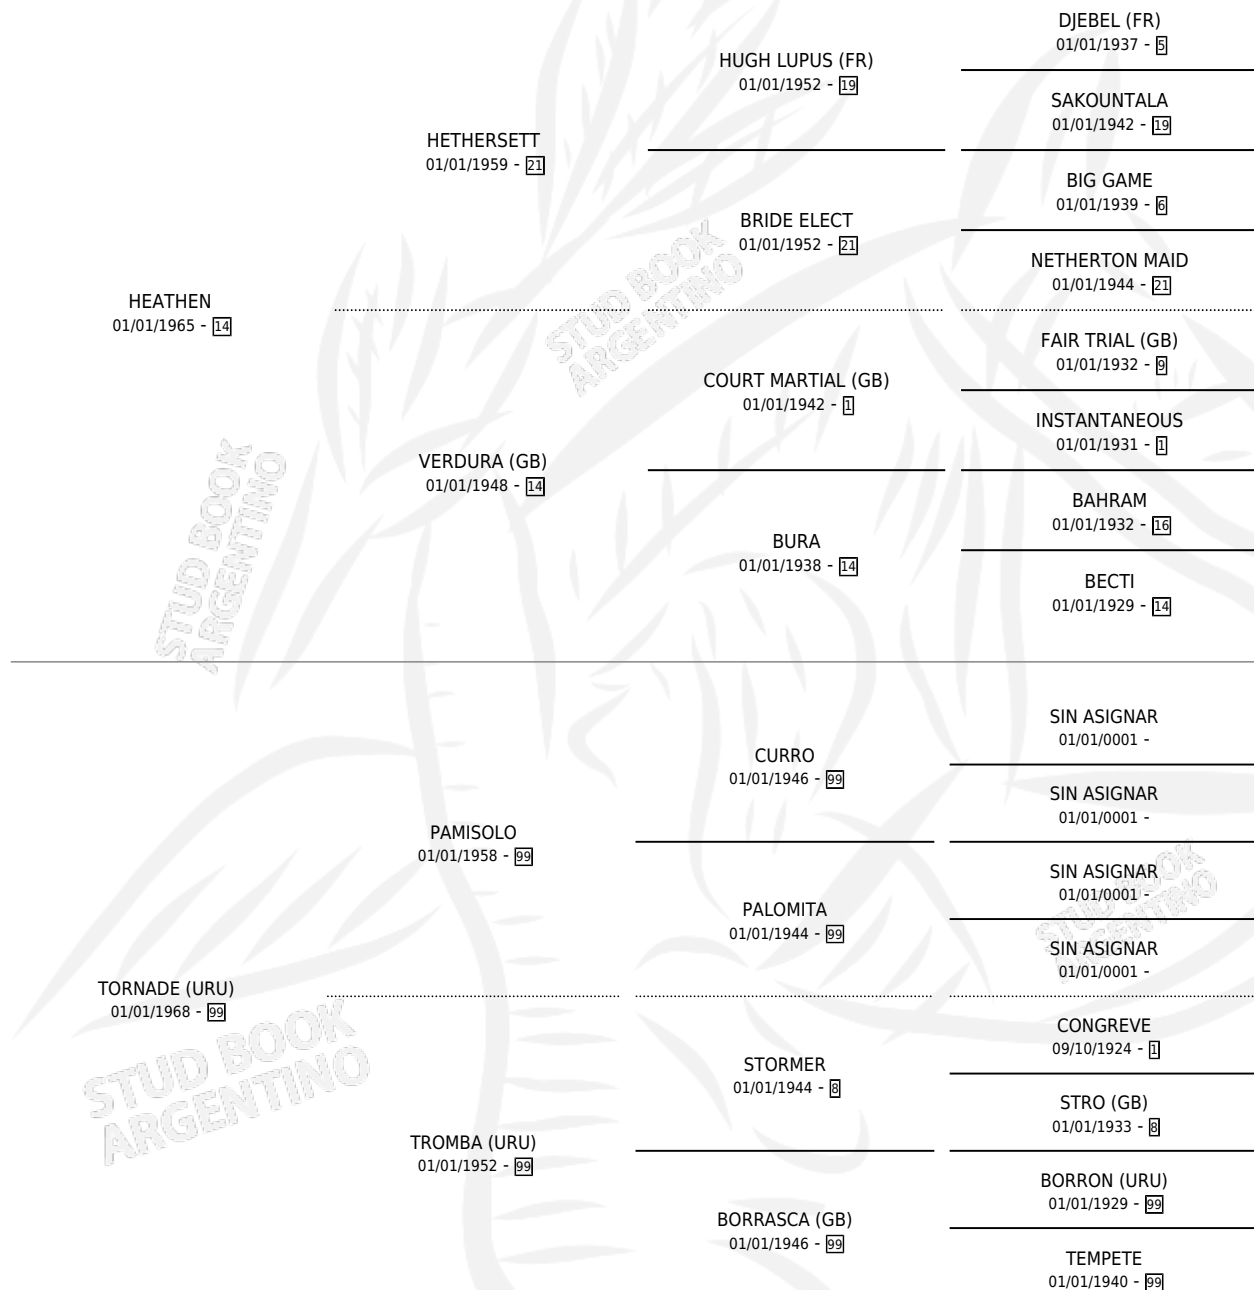 HEATHEN
01/01/1965 - 14
HETHERSETT
01/01/1959 - 21
VERDURA (GB)
01/01/1948 - 14
HUGH LUPUS (FR)
01/01/1952 - 19
BRIDE ELECT
01/01/1952 - 21
COURT MARTIAL (GB)
01/01/1942 - 1
BURA
01/01/1938 - 14
DJEBEL (FR)
01/01/1937 - 5
SAKOUNTALA
01/01/1942 - 19
BIG GAME
01/01/1939 - 6
NETHERTON MAID
01/01/1944 - 21
FAIR TRIAL (GB)
01/01/1932 - 9
INSTANTANEOUS
01/01/1931 - 1
BAHRAM
01/01/1932 - 16
BECTI
01/01/1929 - 14
TORNADE (URU)
01/01/1968 - 99
PAMISOLO
01/01/1958 - 99
TROMBA (URU)
01/01/1952 - 99
CURRO
01/01/1946 - 99
PALOMITA
01/01/1944 - 99
STORMER
01/01/1944 - 8
BORRASCA (GB)
01/01/1946 - 99
SIN ASIGNAR
01/01/0001 -
SIN ASIGNAR
01/01/0001 -
SIN ASIGNAR
01/01/0001 -
SIN ASIGNAR
01/01/0001 -
CONGREVE
09/10/1924 - 1
STRO (GB)
01/01/1933 - 8
BORRON (URU)
01/01/1929 - 99
TEMPETE
01/01/1940 - 99
STUD BOOK
ARGENTINO
STUD BOOK
ARGENTINO
STUD BOOK
ARGENTINO
STUD BOOK
ARGENTINO